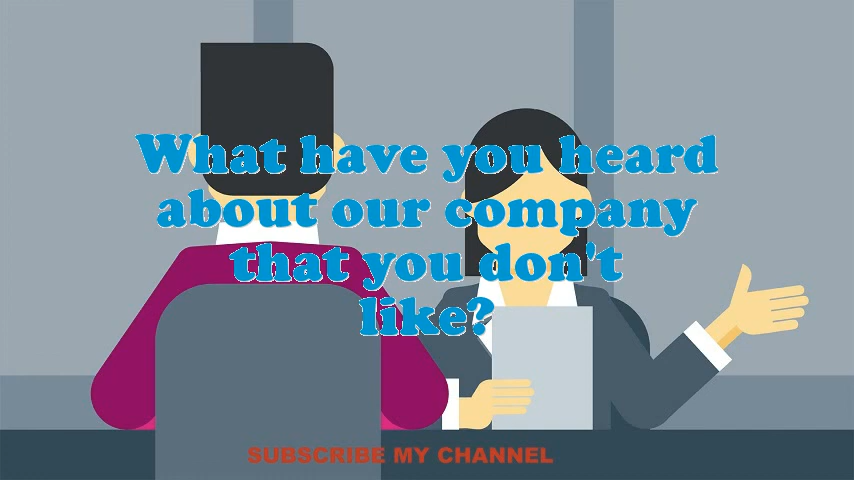 What have you heard
about our company
that you don't
like?
SUBSCRIBE MY CHANNEL